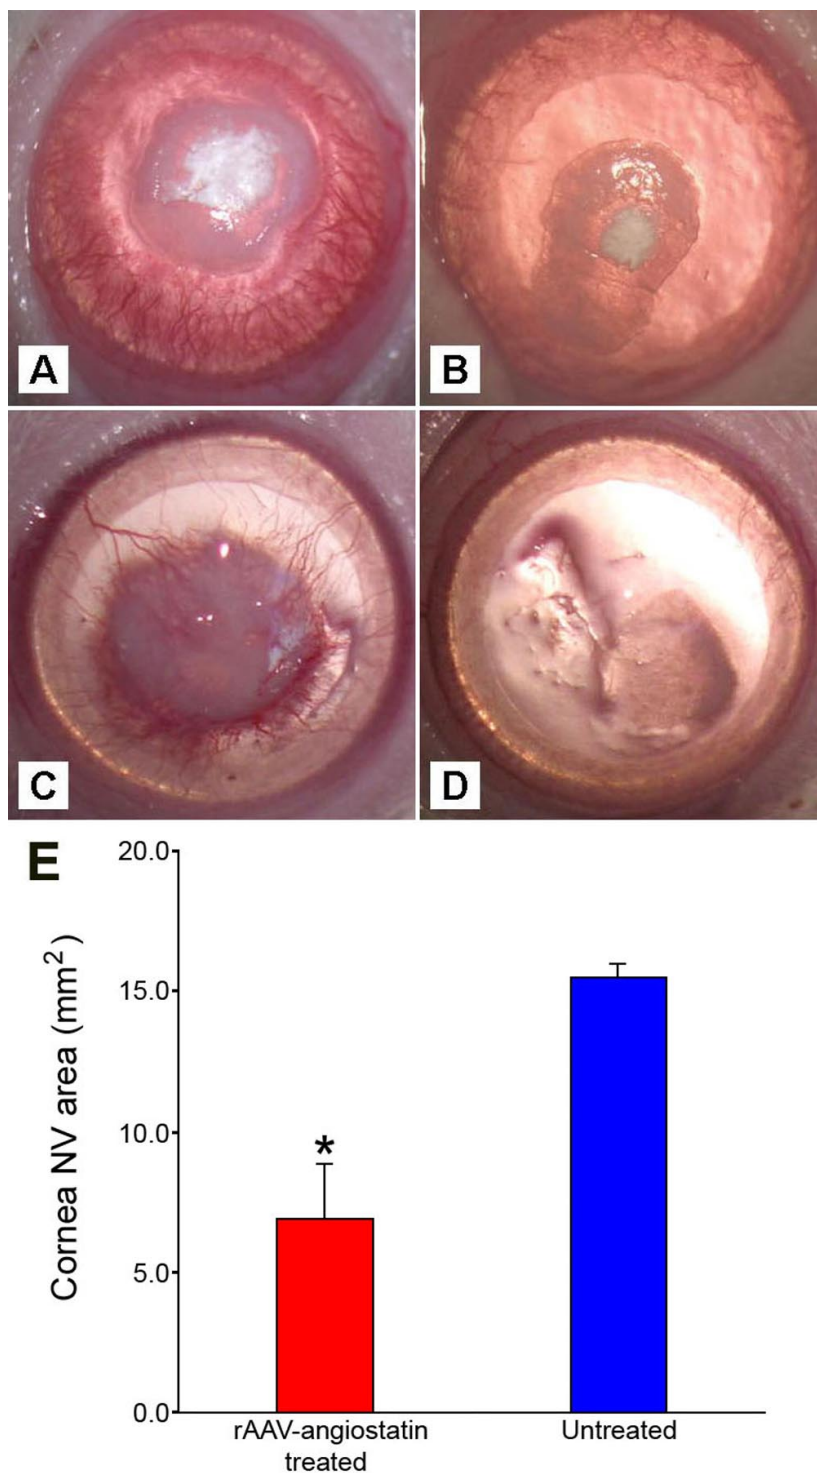 A
B
C
D
E
20.0
15.0
10.0
5.0
0.0
Cornea NV area (mm²)
*
rAAV-angiostatin
treated
Untreated